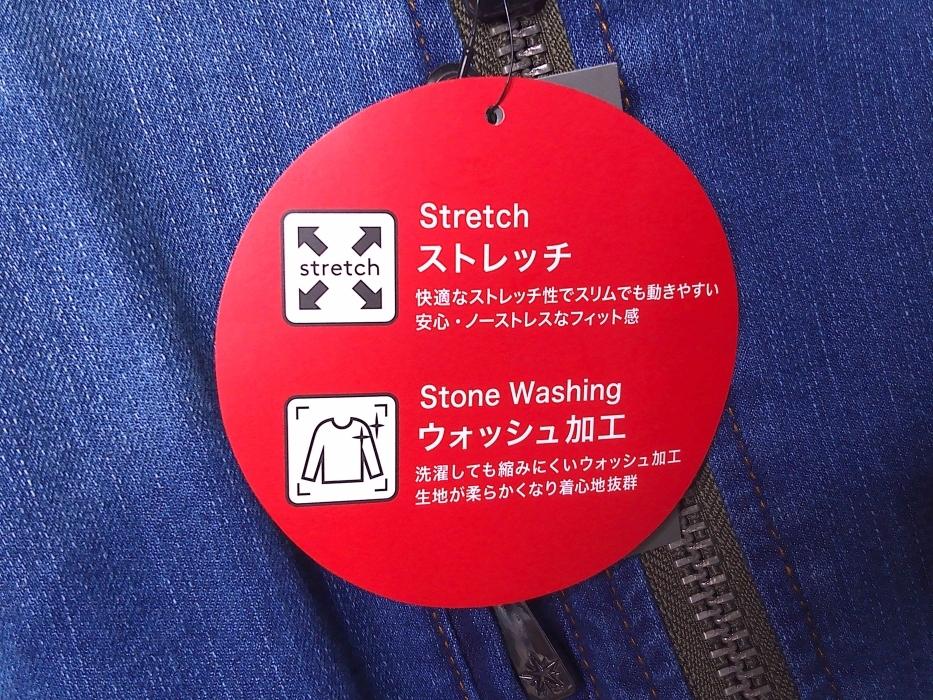 Stretch
ストレッチ
stretch
快適なストレッチ性でスリムでも動きやすい
安心・ノーストレスなフィット感
Stone Washing
ウォッシュ加工
洗濯しても縮みにくいウォッシュ加工
生地が柔らかくなり着心地抜群